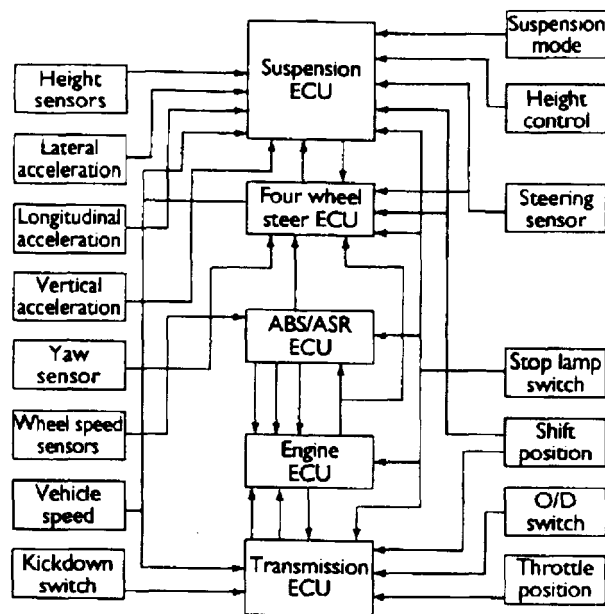 Suspension
mode
Suspension
ECU
Height
sensors
Height
control
Lateral
acceleration
Four wheel
steer ECU
Steering
sensor
Longitudinal
acceleration
Vertical
acceleration
ABS/ASR
ECU
Yaw
sensor
Stop lamp
switch
Wheel speed
sensors
Engine
ECU
Shift
position
Vehicle
speed
O/D
switch
Kickdown
switch
Transmission
ECU
Throttle
position